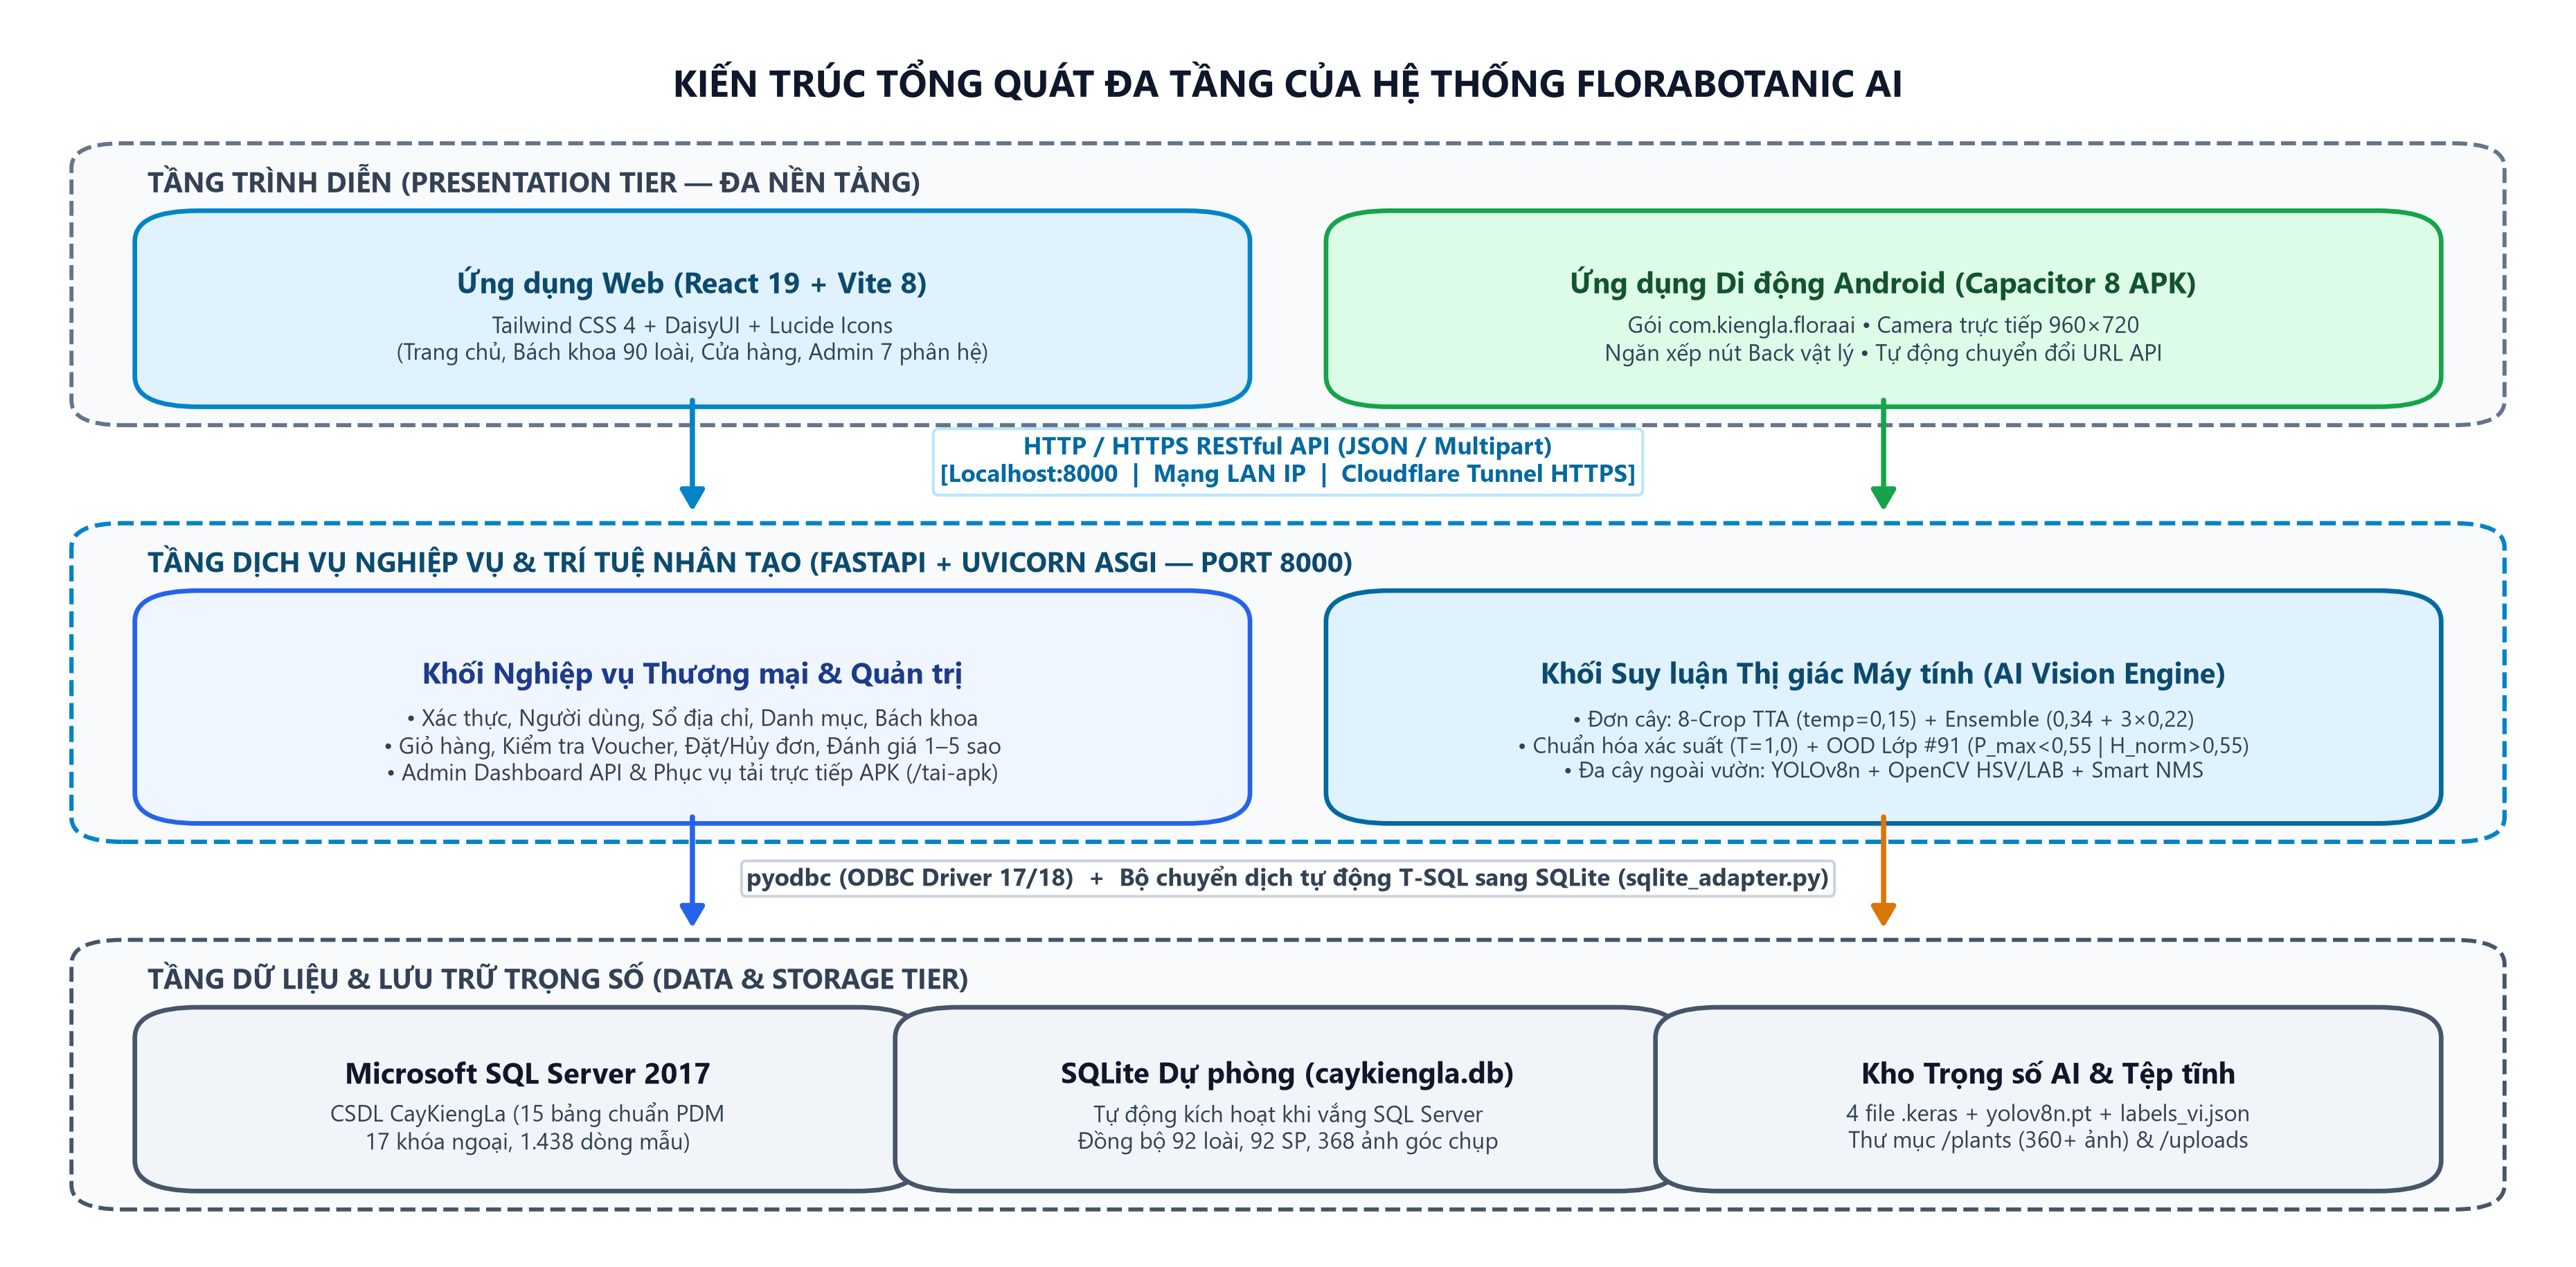 KIẾN TRÚC TỔNG QUÁT ĐA TẦNG CỦA HỆ THỐNG FLORABOTANIC AI
TẦNG TRÌNH DIỄN (PRESENTATION TIER — ĐA NỀN TẢNG)
Ứng dụng Web (React 19 + Vite 8)
Tailwind CSS 4 + DaisyUI + Lucide Icons
(Trang chủ, Bách khoa 90 loài, Cửa hàng, Admin 7 phân hệ)
Ứng dụng Di động Android (Capacitor 8 APK)
Gói com.kiengla.floraai • Camera trực tiếp 960×720
Ngăn xếp nút Back vật lý • Tự động chuyển đổi URL API
HTTP / HTTPS RESTful API (JSON / Multipart)
[Localhost:8000 | Mạng LAN IP | Cloudflare Tunnel HTTPS]
TẦNG DỊCH VỤ NGHIỆP VỤ & TRÍ TUỆ NHÂN TẠO (FASTAPI + UVICORN ASGI — PORT 8000)
Khối Nghiệp vụ Thương mại & Quản trị
• Xác thực, Người dùng, Sổ địa chỉ, Danh mục, Bách khoa
• Giỏ hàng, Kiểm tra Voucher, Đặt/Hủy đơn, Đánh giá 1–5 sao
• Admin Dashboard API & Phục vụ tải trực tiếp APK (/tai-apk)
Khối Suy luận Thị giác Máy tính (AI Vision Engine)
• Đơn cây: 8-Crop TTA (temp=0,15) + Ensemble (0,34 + 3×0,22)
• Chuẩn hóa xác suất (T=1,0) + OOD Lớp #91 (P_max<0,55 | H_norm>0,55)
• Đa cây ngoài vườn: YOLOv8n + OpenCV HSV/LAB + Smart NMS
pyodbc (ODBC Driver 17/18) + Bộ chuyển dịch tự động T-SQL sang SQLite (sqlite_adapter.py)
TẦNG DỮ LIỆU & LƯU TRỮ TRỌNG SỐ (DATA & STORAGE TIER)
Microsoft SQL Server 2017
CSDL CayKiengLa (15 bảng chuẩn PDM
17 khóa ngoại, 1.438 dòng mẫu)
SQLite Dự phòng (caykiengla.db)
Tự động kích hoạt khi vắng SQL Server
Đồng bộ 92 loài, 92 SP, 368 ảnh góc chụp
Kho Trọng số AI & Tệp tĩnh
4 file .keras + yolov8n.pt + labels_vi.json
Thư mục /plants (360+ ảnh) & /uploads